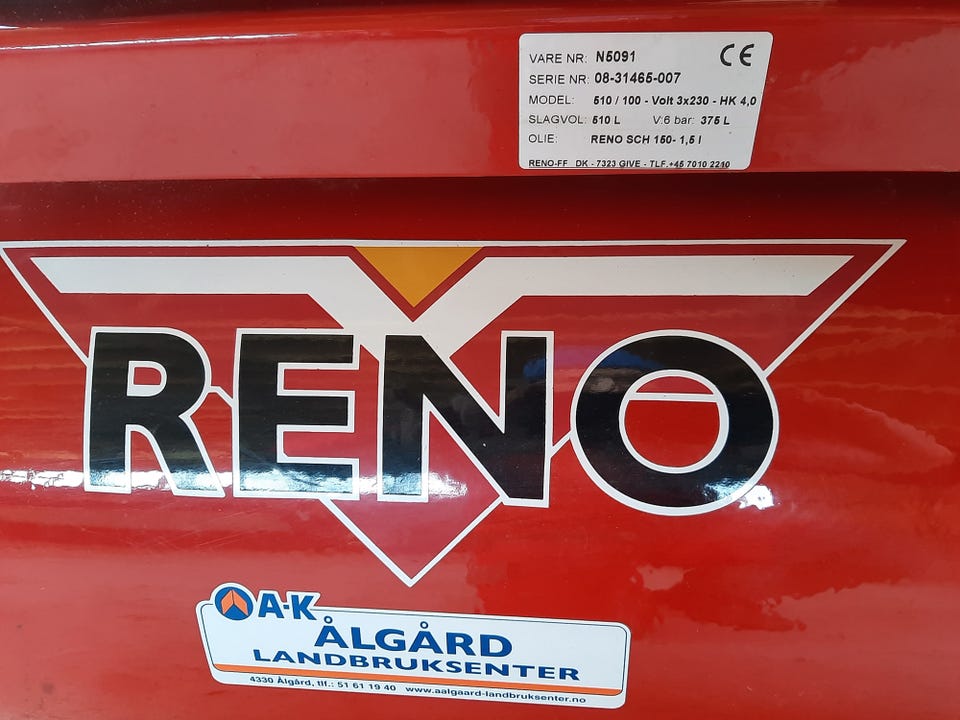 VARE NR: N5091 CE
SERIE NR: 08-31465-007
MODEL: 510 / 100 - Volt 3x230 - HK 4,0
SLAGVOL: 510 L V:6 bar: 375 L
OLIE: RENO SCH 150- 1,5 l
RENO-FF DK - 7323 GIVE - TLF.+45 7010 2240
RENO
A-K
ÅLGÅRD
LANDBRUKSENTER
4330 Ålgård, tlf.: 51 61 19 40 www.aalgaard-landbruksenter.no